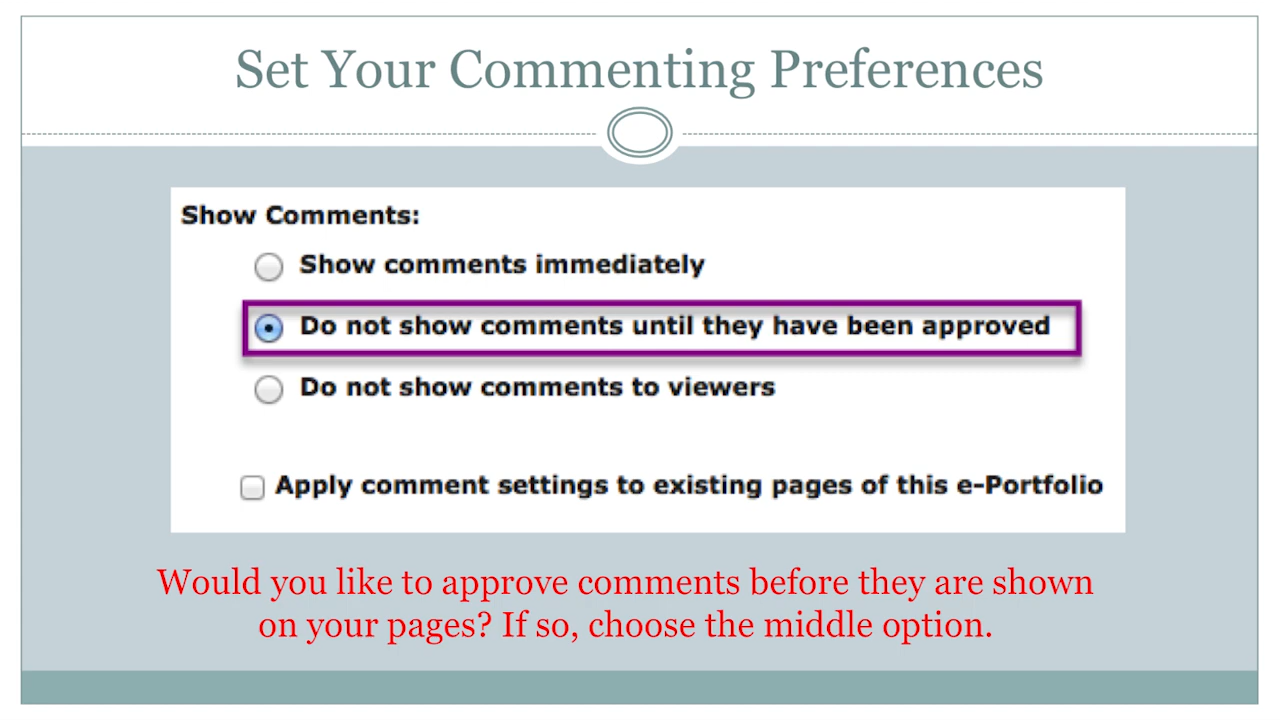 Set Your Commenting Preferences
Show Comments:
Show comments immediately
Do not show comments until they have been approved
Do not show comments to viewers
Apply comment settings to existing pages of this e-Portfolio
Would you like to approve comments before they are shown
on your pages? If so, choose the middle option.